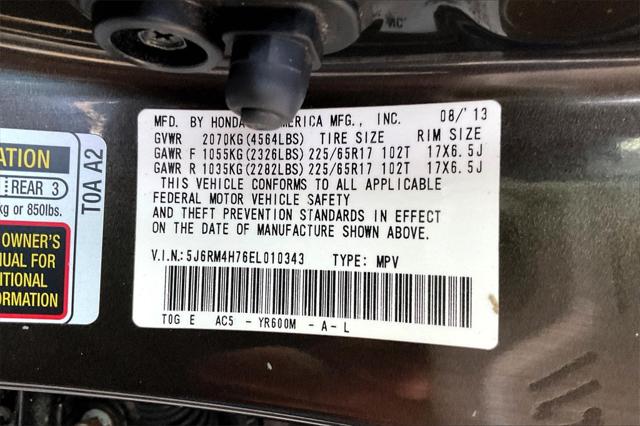 MFD. BY HONDA AMERICA MFG., INC. 08/'13
GVWR 2070KG(4564LBS) TIRE SIZE RIM SIZE
GAWR F 1055KG(2326LBS) 225/65R17 102T 17X6.5J
GAWR R 1035KG(2282LBS) 225/65R17 102T 17X6.5J
THIS VEHICLE CONFORMS TO ALL APPLICABLE
FEDERAL MOTOR VEHICLE SAFETY
AND THEFT PREVENTION STANDARDS IN EFFECT
ON THE DATE OF MANUFACTURE SHOWN ABOVE.
V.I.N.:5J6RM4H76EL010343 TYPE: MPV
T0G E AC5 - YR600M - A - L
ATION
REAR 3
kg or 850lbs.
OWNER'S
UAL FOR
ITIONAL
FORMATION
T0A A2